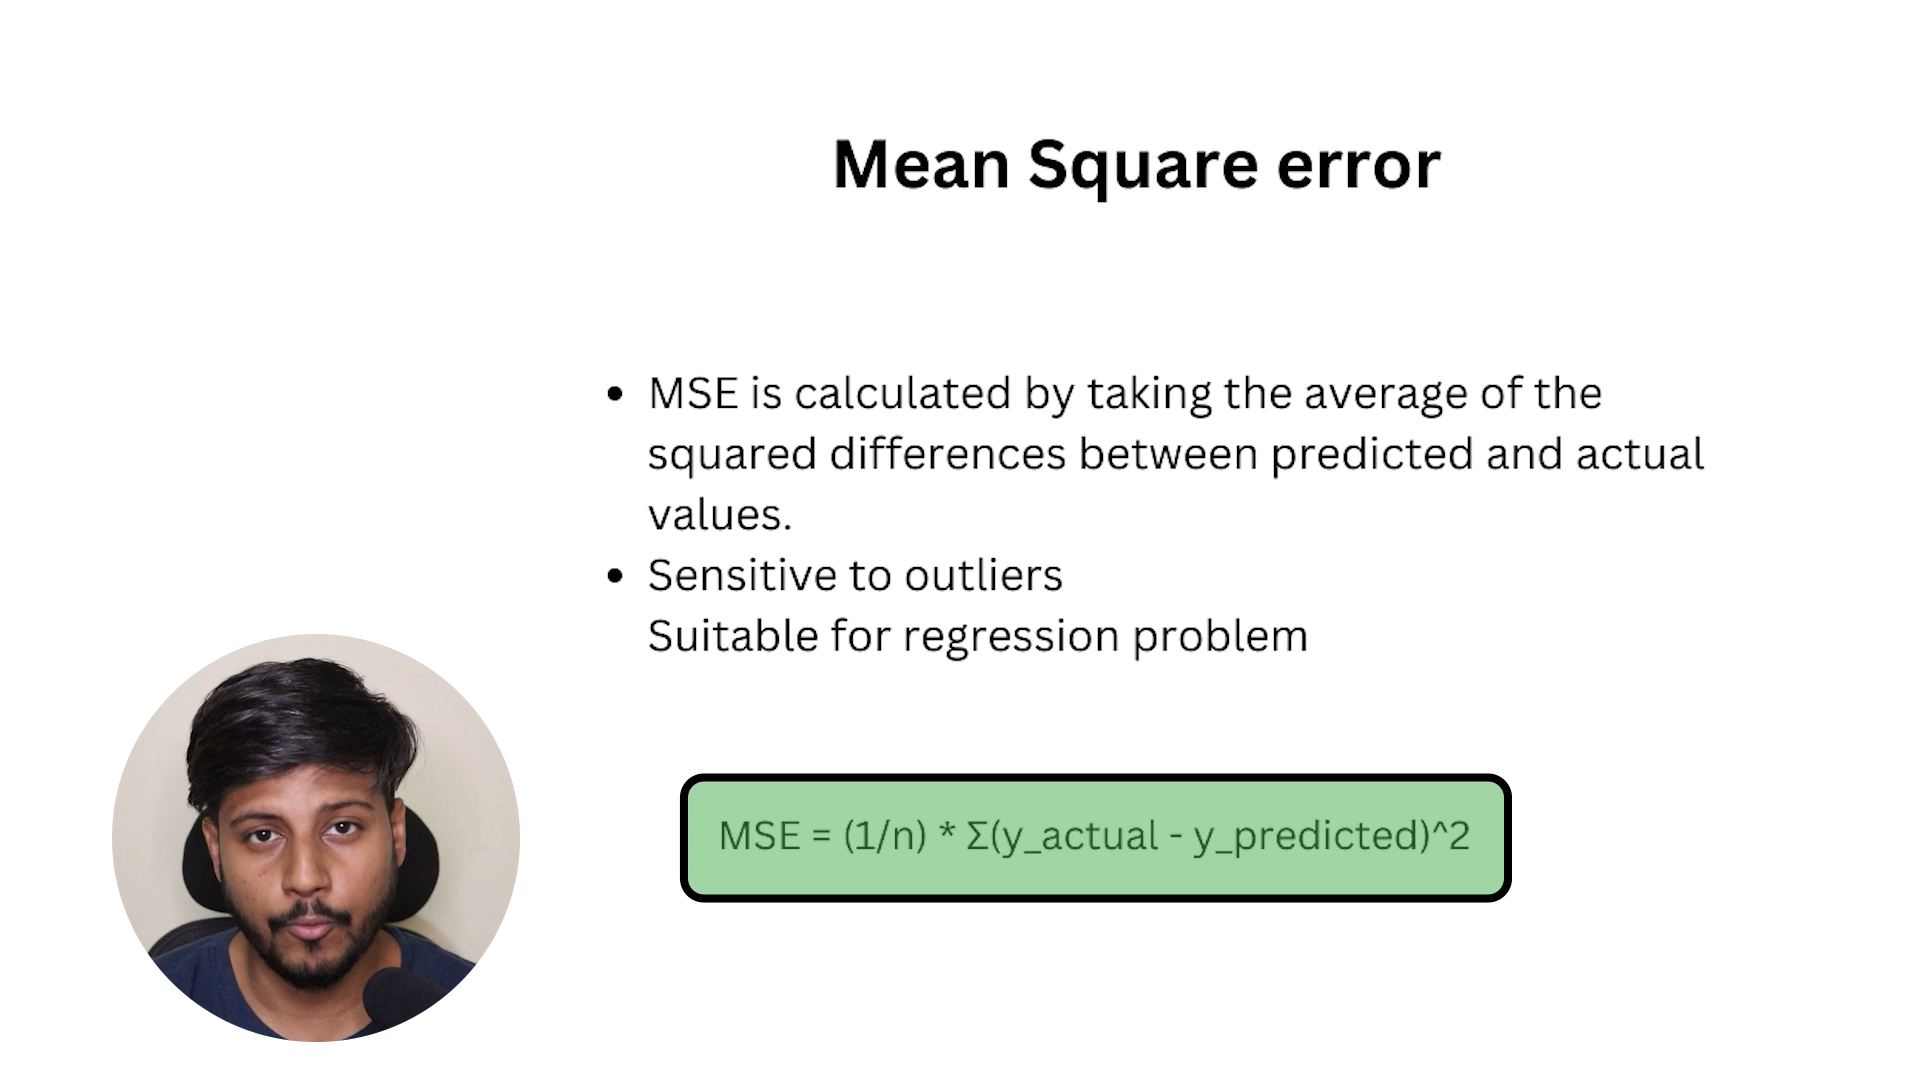 Mean Square error
• MSE is calculated by taking the average of the
squared differences between predicted and actual
values.
• Sensitive to outliers
Suitable for regression problem
MSE = (1/n) * Σ(y_actual - y_predicted)^2